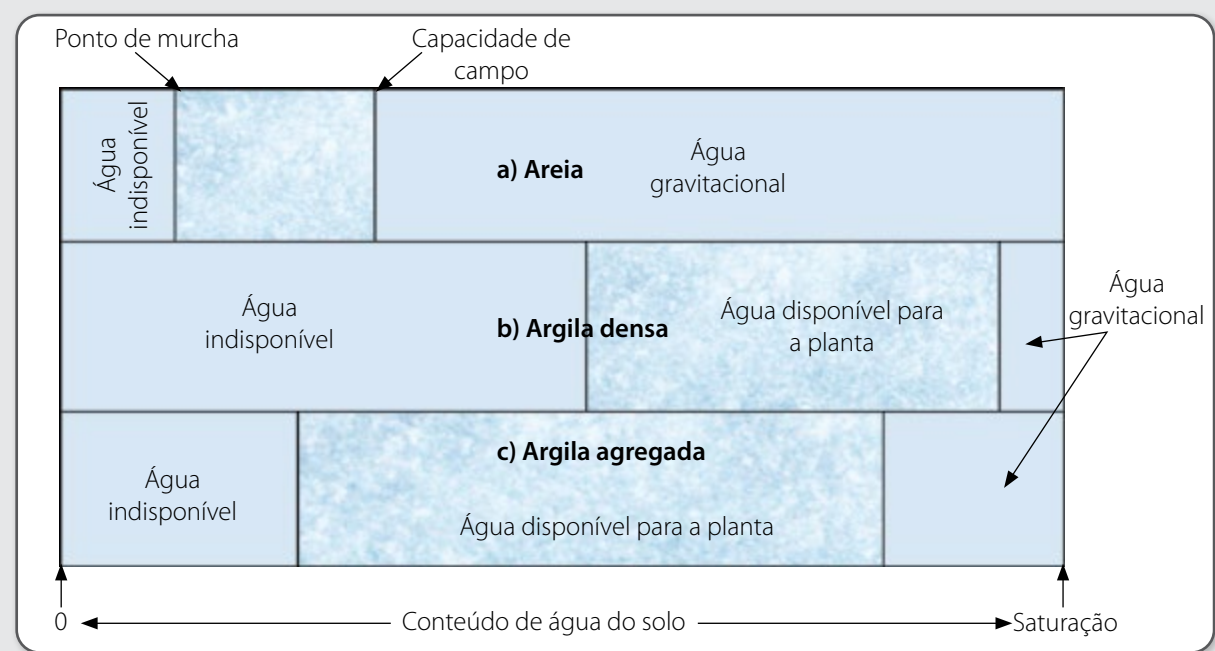 Ponto de murcha
Capacidade de
campo
Água
indisponível
a) Areia
Água
gravitacional
Água
indisponível
b) Argila densa
Água disponível para
a planta
Água
gravitacional
c) Argila agregada
Água
indisponível
Água disponível para a planta
0
Conteúdo de água do solo
Saturação